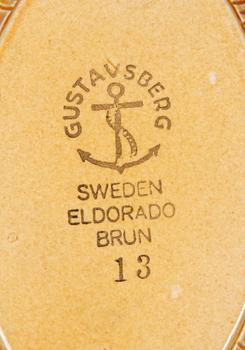 GUSTAVSBERG
SWEDEN
ELDORADO
BRUN
13